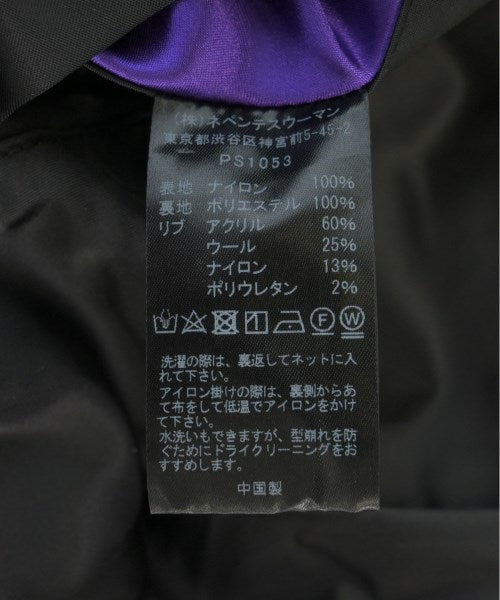 (株)ネペンテスウーマン
東京都渋谷区神宮前5-45-2
PS1053
表地 ナイロン 100%
裏地 ポリエステル 100%
リブ アクリル 60%
ウール 25%
ナイロン 13%
ポリウレタン 2%
F W
洗濯の際は、裏返してネットに入
れて下さい。
アイロン掛けの際は、裏側からあ
て布をして低温でアイロンをかけ
て下さい。
水洗いもできますが、型崩れを防
ぐためにドライクリーニングをお
すすめします。
中国製